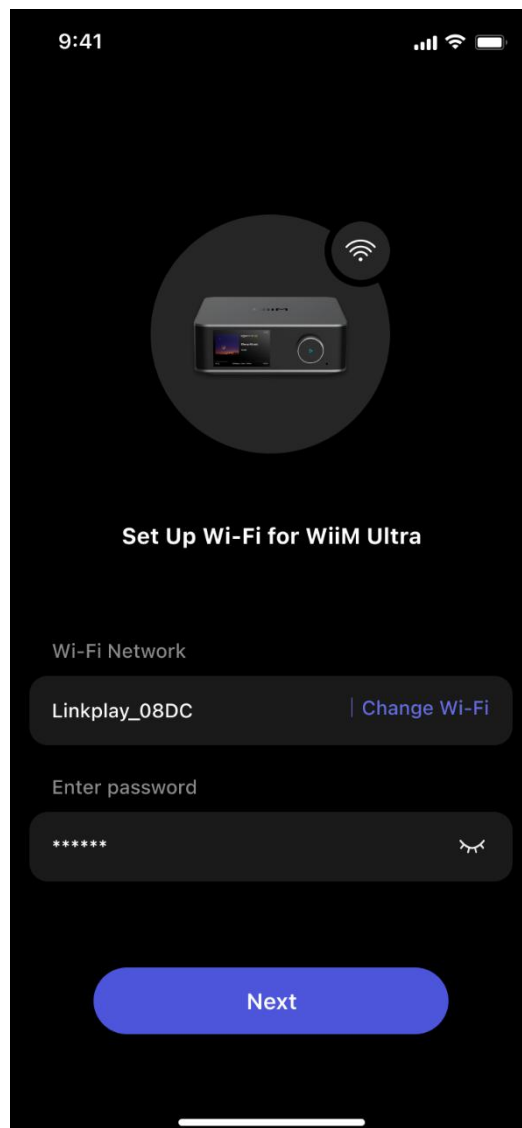 9:41
Set Up Wi-Fi for WiiM Ultra
Wi-Fi Network
Linkplay_08DC | Change Wi-Fi
Enter password
******
Next